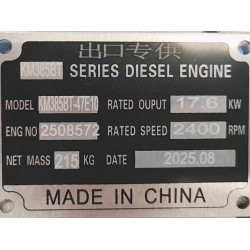 出口专供
KM385B1 SERIES DIESEL ENGINE
MODEL KM385BT-47E10 RATED OUPUT 17.6 KW
ENG NO 2508572 RATED SPEED 2400 RPM
NET MASS 215 KG DATE 2025.08
MADE IN CHINA